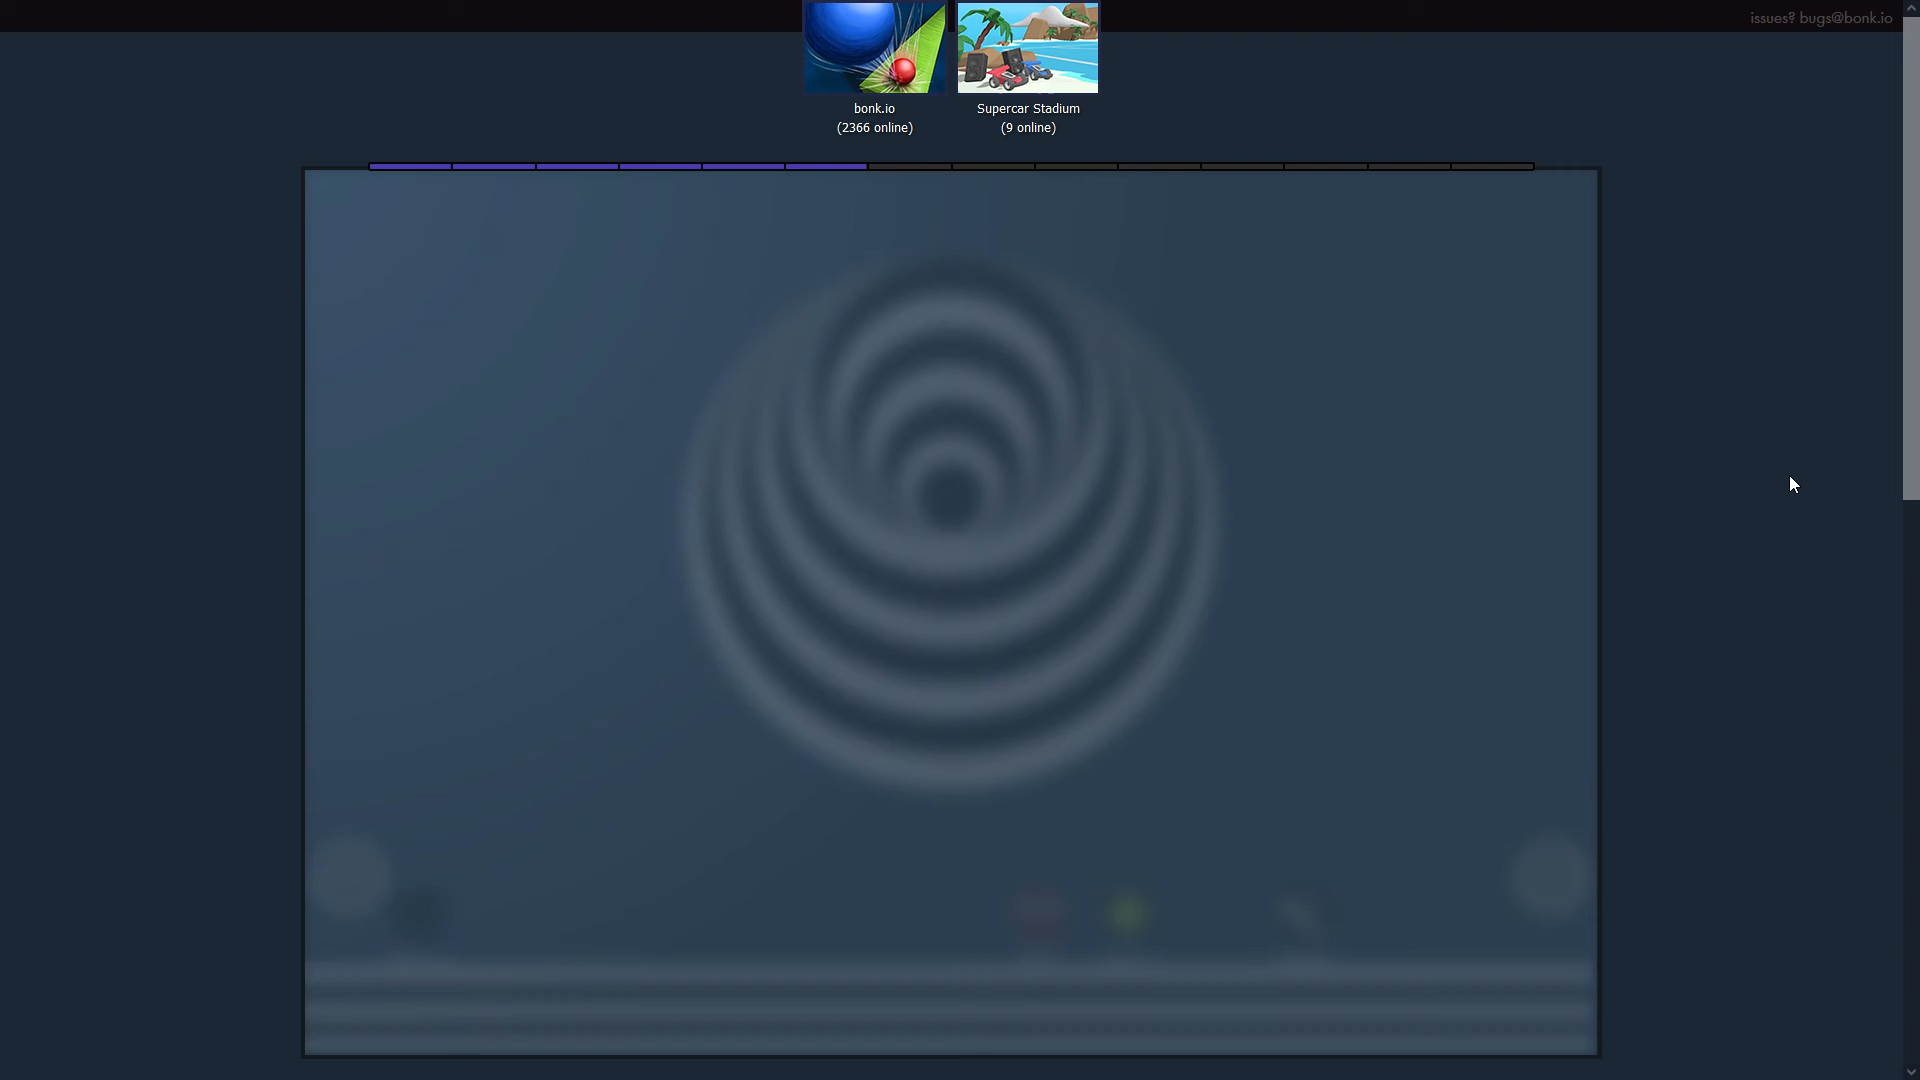 issues? bugs@bonk.io
bonk.io
(2366 online)
Supercar Stadium
(9 online)